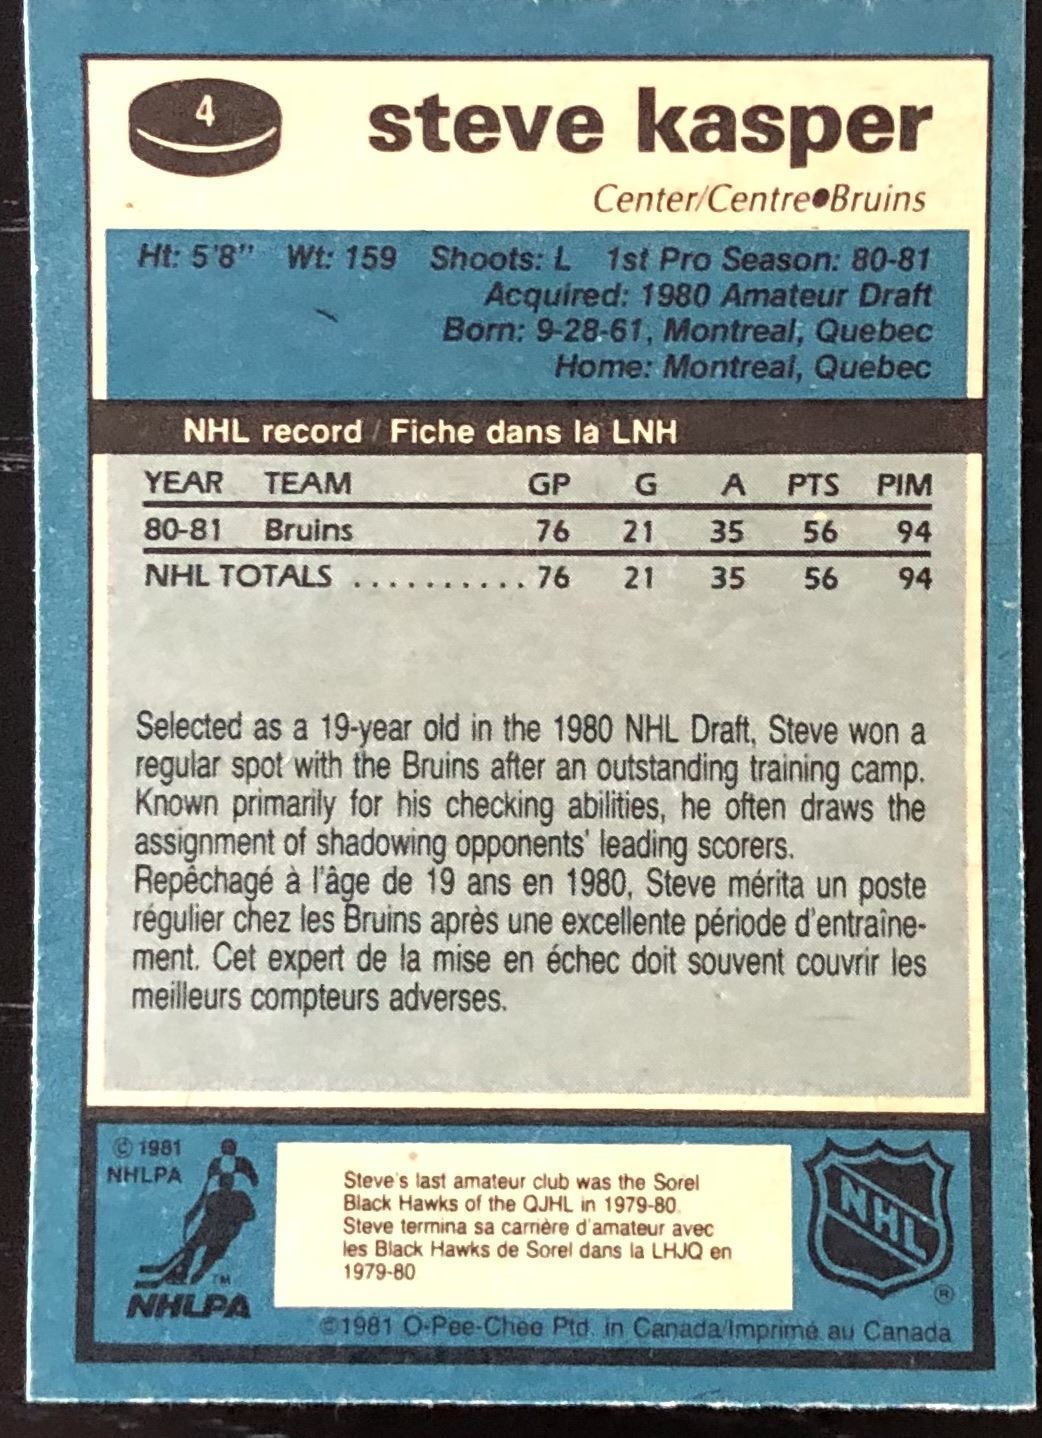 4
steve kasper
Center/Centre●Bruins
Ht: 5'8" Wt: 159 Shoots: L 1st Pro Season: 80-81
Acquired: 1980 Amateur Draft
Born: 9-28-61, Montreal, Quebec
Home: Montreal, Quebec
NHL record / Fiche dans la LNH
YEAR TEAM GP G A PTS PIM
80-81 Bruins 76 21 35 56 94
NHL TOTALS .......... 76 21 35 56 94
Selected as a 19-year old in the 1980 NHL Draft, Steve won a
regular spot with the Bruins after an outstanding training camp.
Known primarily for his checking abilities, he often draws the
assignment of shadowing opponents' leading scorers.
Repêchagé à l'âge de 19 ans en 1980, Steve mérita un poste
régulier chez les Bruins après une excellente période d'entraîne-
ment. Cet expert de la mise en échec doit souvent couvrir les
meilleurs compteurs adverses.
© 1981
NHLPA
TM
NHLPA
Steve's last amateur club was the Sorel
Black Hawks of the QJHL in 1979-80.
Steve termina sa carrière d'amateur avec
les Black Hawks de Sorel dans la LHJQ en
1979-80
NHL
®
©1981 O-Pee-Chee Ptd. in Canada/Imprimé au Canada